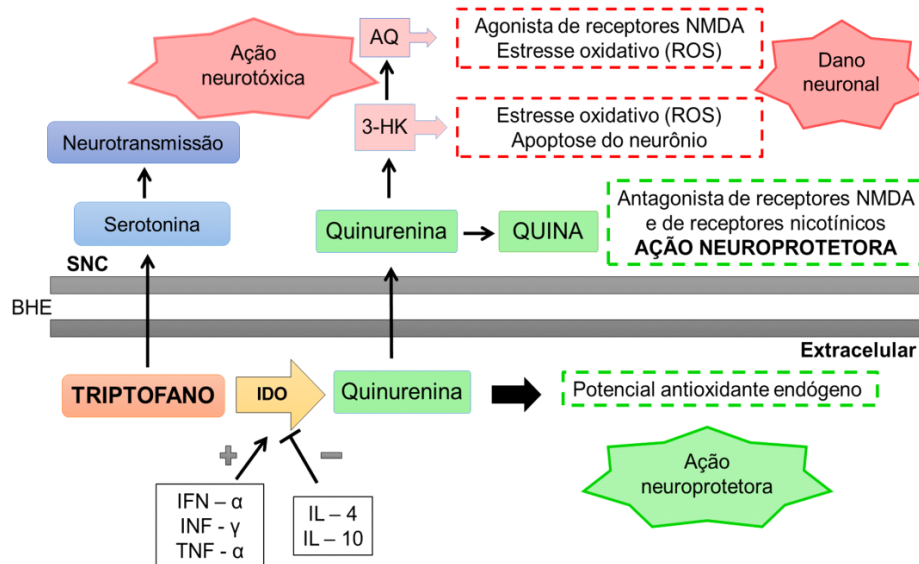 Ação
neurotóxica
AQ
Agonista de receptores NMDA
Estresse oxidativo (ROS)
Dano
neuronal
3-HK
Estresse oxidativo (ROS)
Apoptose do neurônio
Neurotransmissão
Serotonina
Quinurenina
QUINA
Antagonista de receptores NMDA
e de receptores nicotínicos
AÇÃO NEUROPROTETORA
SNC
BHE
Extracelular
TRIPTOFANO
IDO
Quinurenina
Potencial antioxidante endógeno
+
–
IFN – α
INF - γ
TNF - α
IL – 4
IL – 10
Ação
neuroprotetora